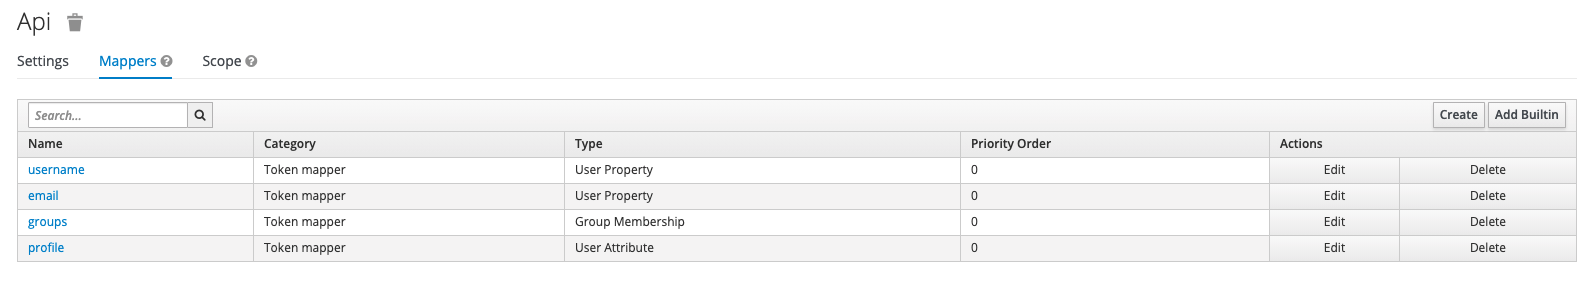 Api
Settings Mappers ? Scope ?
Search... Create Add Builtin
Name Category Type Priority Order Actions
username Token mapper User Property 0 Edit Delete
email Token mapper User Property 0 Edit Delete
groups Token mapper Group Membership 0 Edit Delete
profile Token mapper User Attribute 0 Edit Delete